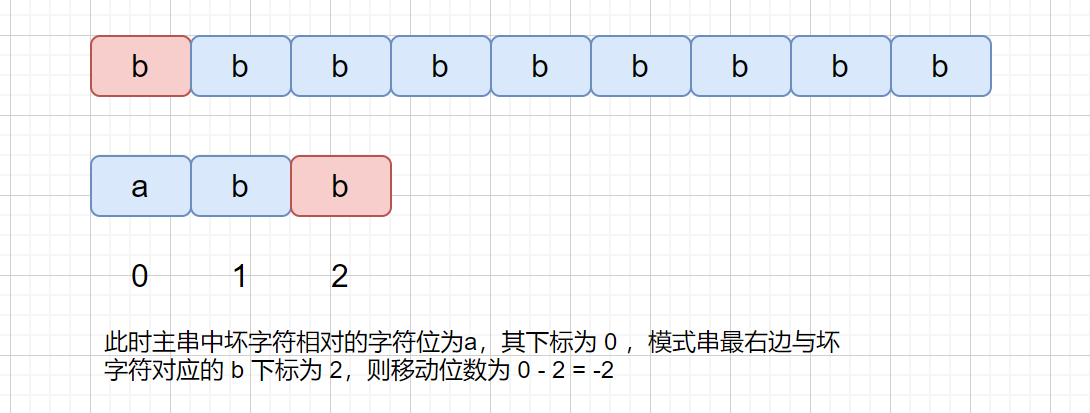 b b b b b b b b b
a b b
0 1 2
此时主串中坏字符相对的字符位为a，其下标为 0 ，模式串最右边与坏
字符对应的 b 下标为 2，则移动位数为 0 - 2 = -2